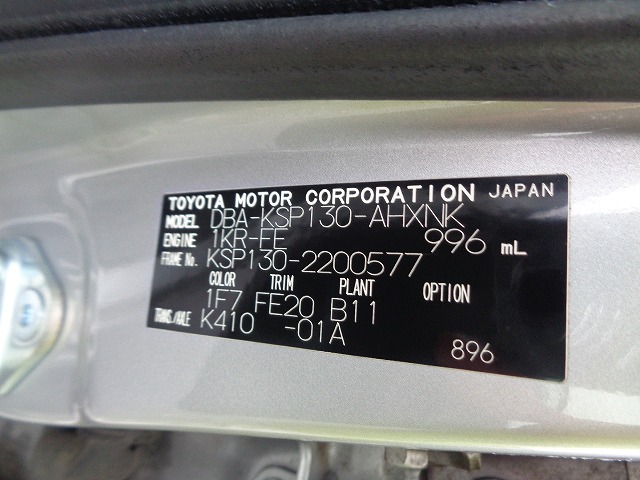 TOYOTA MOTOR CORPORATION JAPAN
MODEL DBA-KSP130-AHXNK
ENGINE 1KR-FE 996 mL
FRAME No. KSP130-2200577
COLOR TRIM PLANT OPTION
1F7 FE20 B11
TRANS./AXLE K410 -01A
896